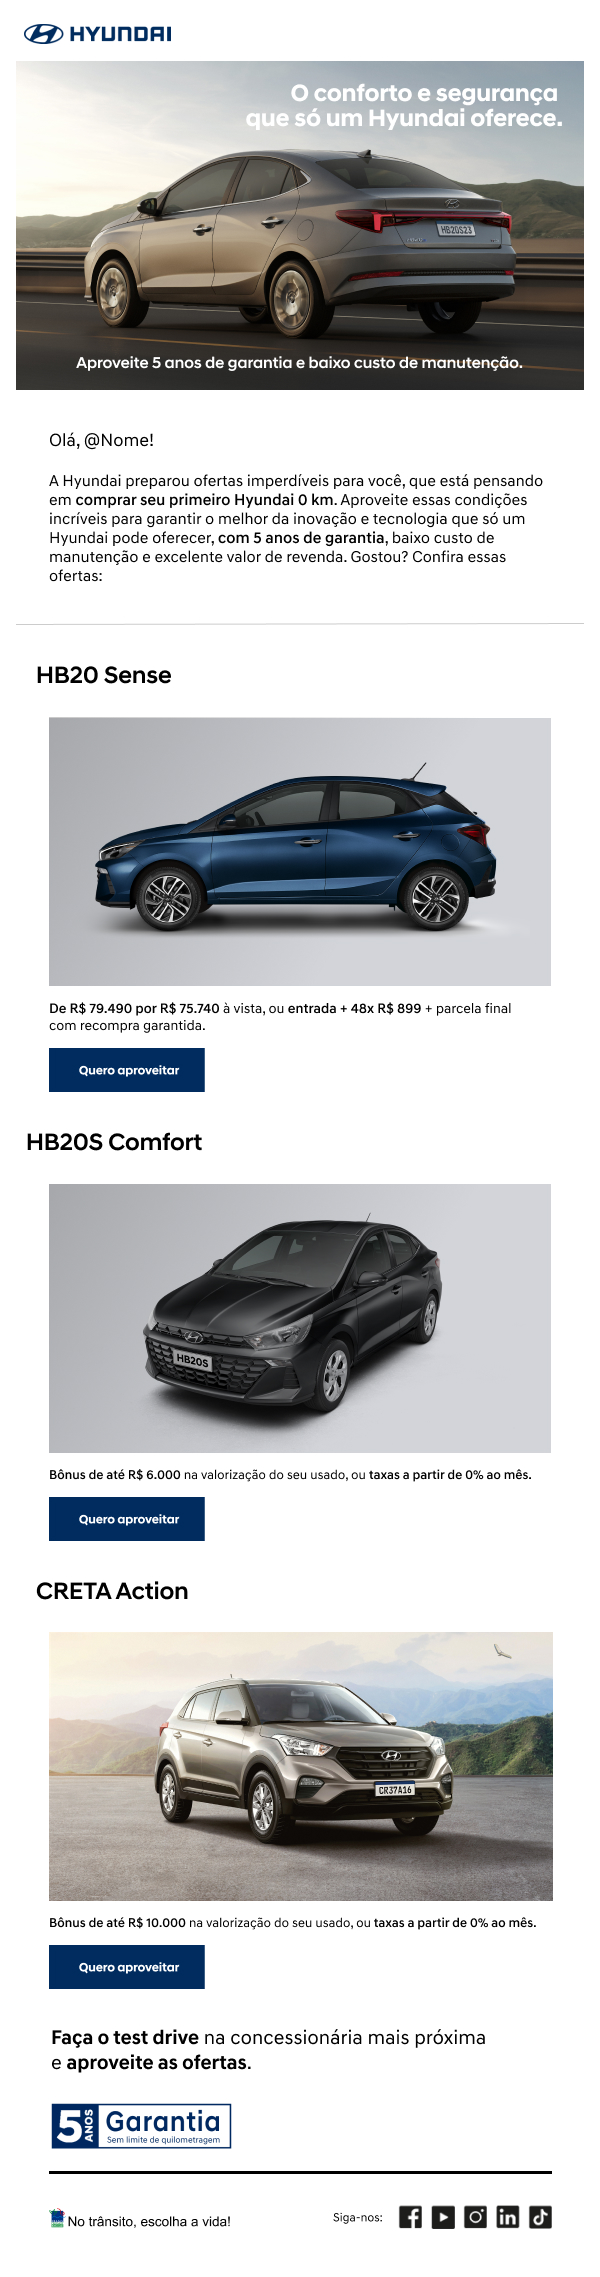 HYUNDAI
O conforto e segurança
que só um Hyundai oferece.
HB20S23
Aproveite 5 anos de garantia e baixo custo de manutenção.
Olá, @Nome!
A Hyundai preparou ofertas imperdíveis para você, que está pensando
em comprar seu primeiro Hyundai 0 km. Aproveite essas condições
incríveis para garantir o melhor da inovação e tecnologia que só um
Hyundai pode oferecer, com 5 anos de garantia, baixo custo de
manutenção e excelente valor de revenda. Gostou? Confira essas
ofertas:
HB20 Sense
De R$ 79.490 por R$ 75.740 à vista, ou entrada + 48x R$ 899 + parcela final
com recompra garantida.
Quero aproveitar
HB20S Comfort
HB20S
Bônus de até R$ 6.000 na valorização do seu usado, ou taxas a partir de 0% ao mês.
Quero aproveitar
CRETA Action
CR37A16
Bônus de até R$ 10.000 na valorização do seu usado, ou taxas a partir de 0% ao mês.
Quero aproveitar
Faça o test drive na concessionária mais próxima
e aproveite as ofertas.
5 ANOS Garantia
Sem limite de quilometragem
No trânsito, escolha a vida!
Siga-nos: